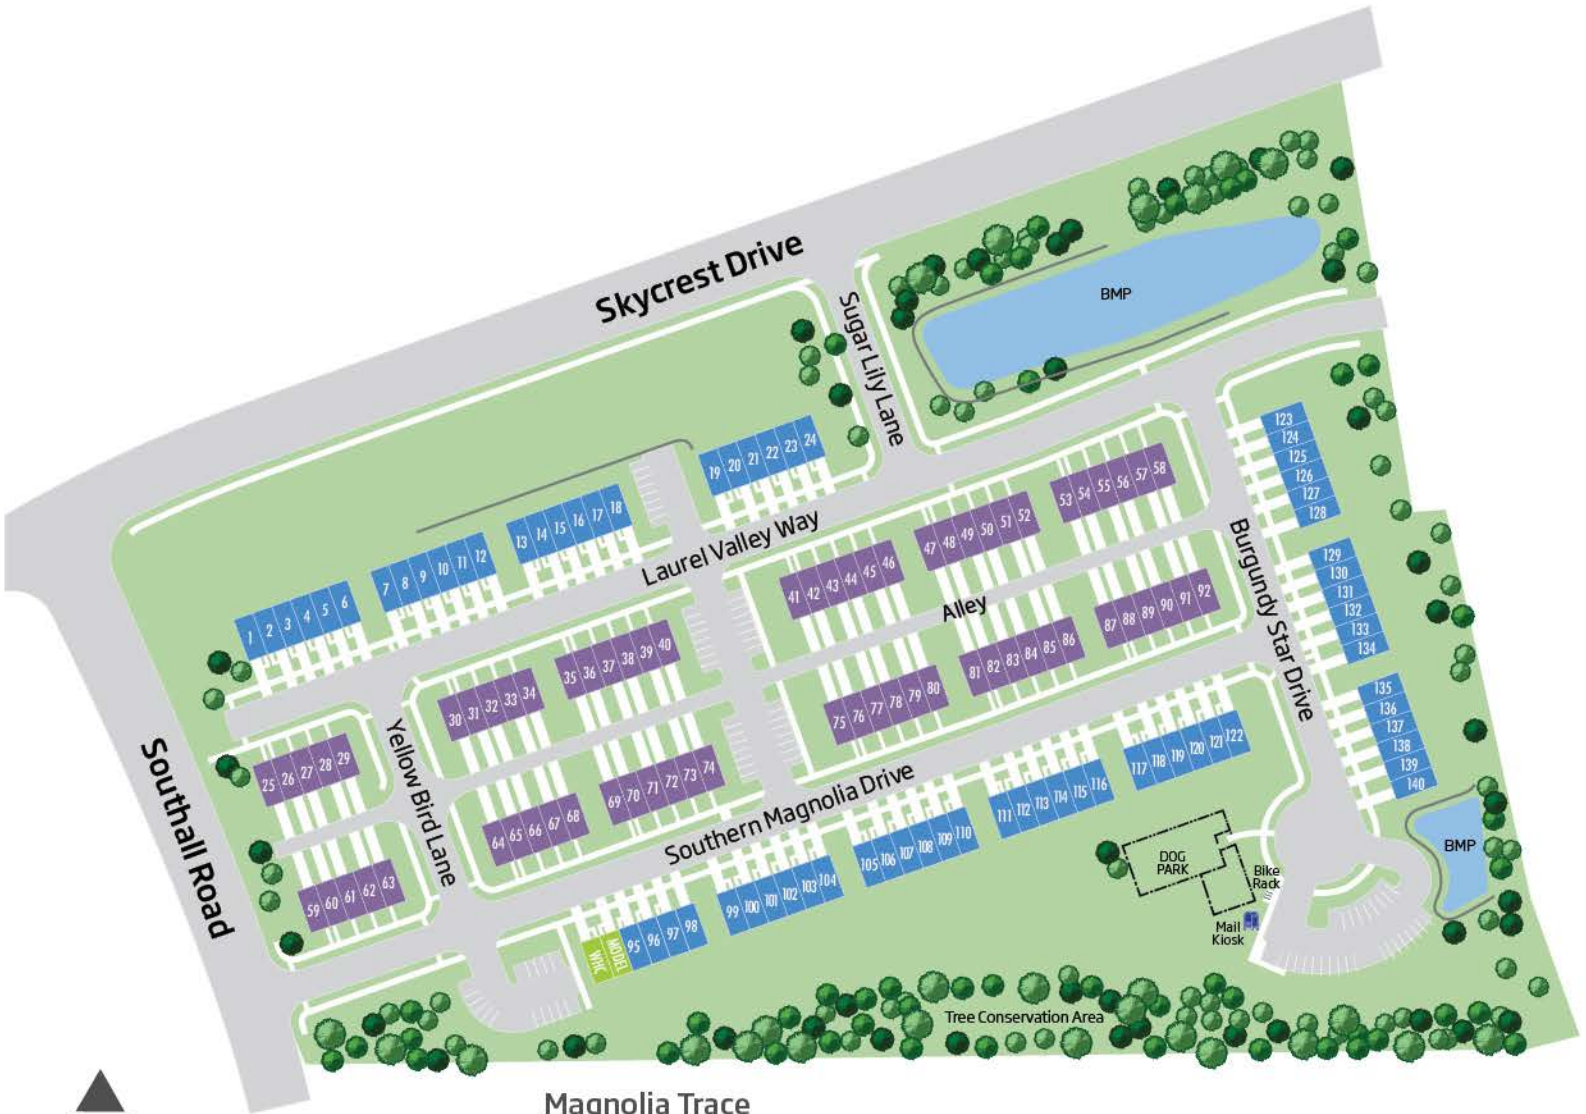 Skycrest Drive
Sugar Lily Lane
BMP
19 20 21 22 23 24
13 14 15 16 17 18
7 8 9 10 11 12
1 2 3 4 5 6
Laurel Valley Way
53 54 55 56 57 58
47 48 49 50 51 52
41 42 43 44 45 46
35 36 37 38 39 40
30 31 32 33 34
25 26 27 28 29
123
124
125
126
127
128
129
130
131
132
133
134
135
136
137
138
139
140
Burgundy Star Drive
Alley
87 88 89 90 91 92
81 82 83 84 85 86
75 76 77 78 79 80
69 70 71 72 73 74
64 65 66 67 68
59 60 61 62 63
Yellow Bird Lane
Southall Road
Southern Magnolia Drive
117 118 119 120 121 122
111 112 113 114 115 116
105 106 107 108 109 110
99 100 101 102 103 104
WHC MODEL 95 96 97 98
DOG
PARK
Bike
Rack
Mail
Kiosk
BMP
Tree Conservation Area
Magnolia Trace